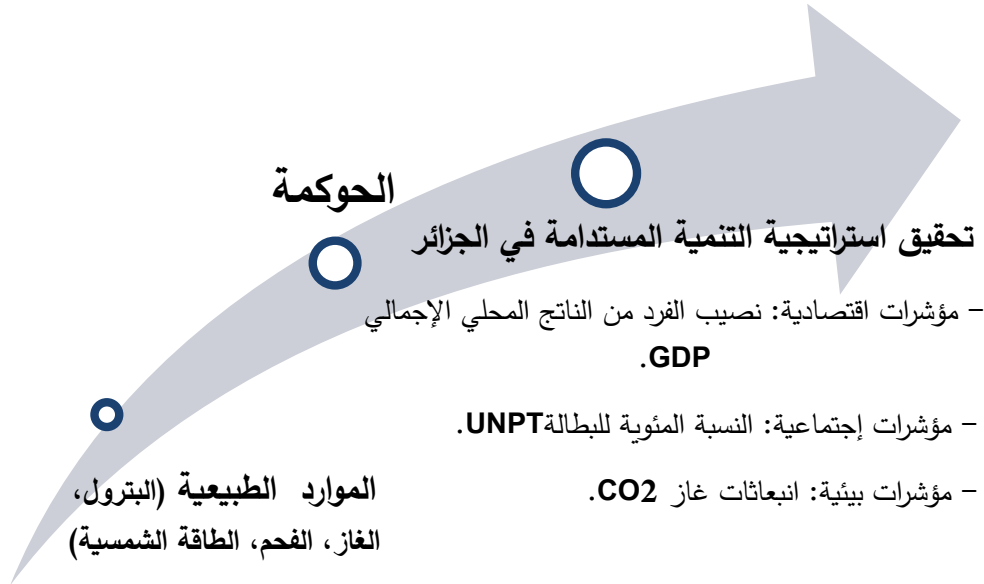 الحوكمة
تحقيق استراتيجية التنمية المستدامة في الجزائر
- مؤشرات اقتصادية: نصيب الفرد من الناتج المحلي الإجمالي
GDP.
- مؤشرات إجتماعية: النسبة المئوية للبطالةUNPT.
- مؤشرات بيئية: انبعاثات غاز CO2.
الموارد الطبيعية (البترول،
الغاز، الفحم، الطاقة الشمسية)